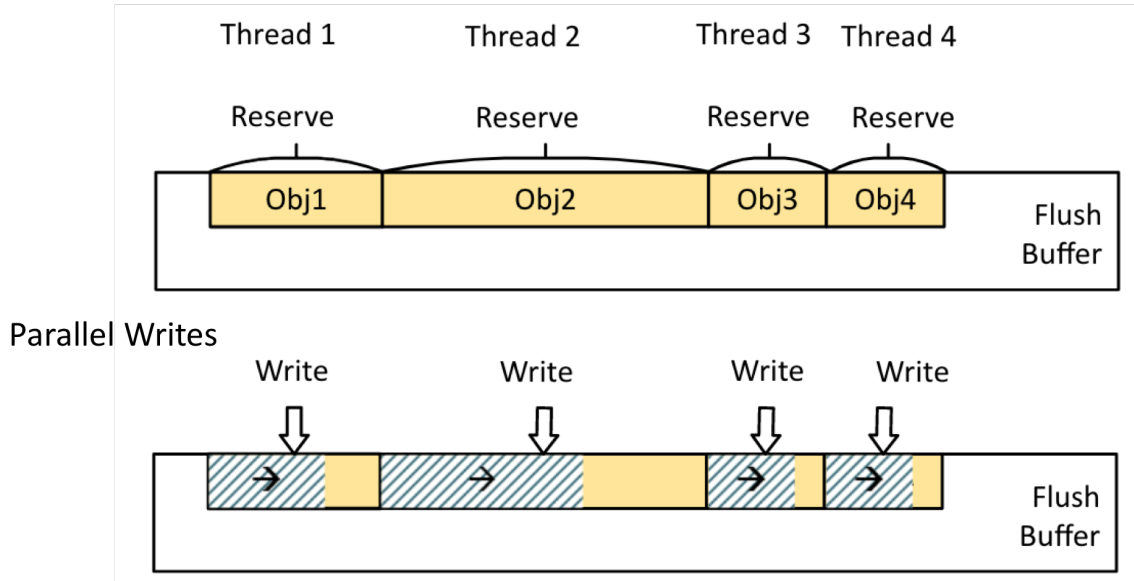 Thread 1 Thread 2 Thread 3 Thread 4
Reserve Reserve Reserve Reserve
Obj1 Obj2 Obj3 Obj4
Flush
Buffer
Parallel Writes
Write Write Write Write
Flush
Buffer